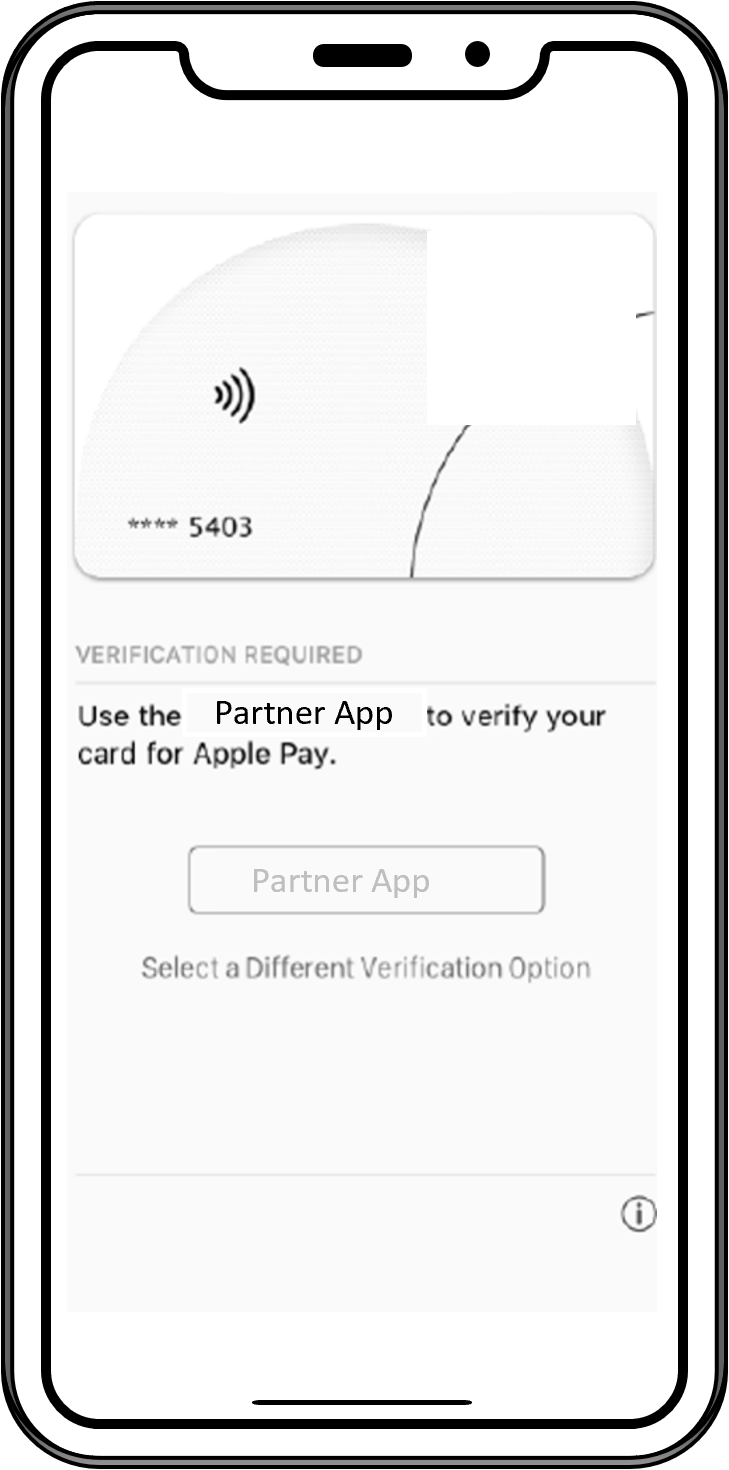 **** 5403
VERIFICATION REQUIRED
Use the Partner App to verify your
card for Apple Pay.
Partner App
Select a Different Verification Option